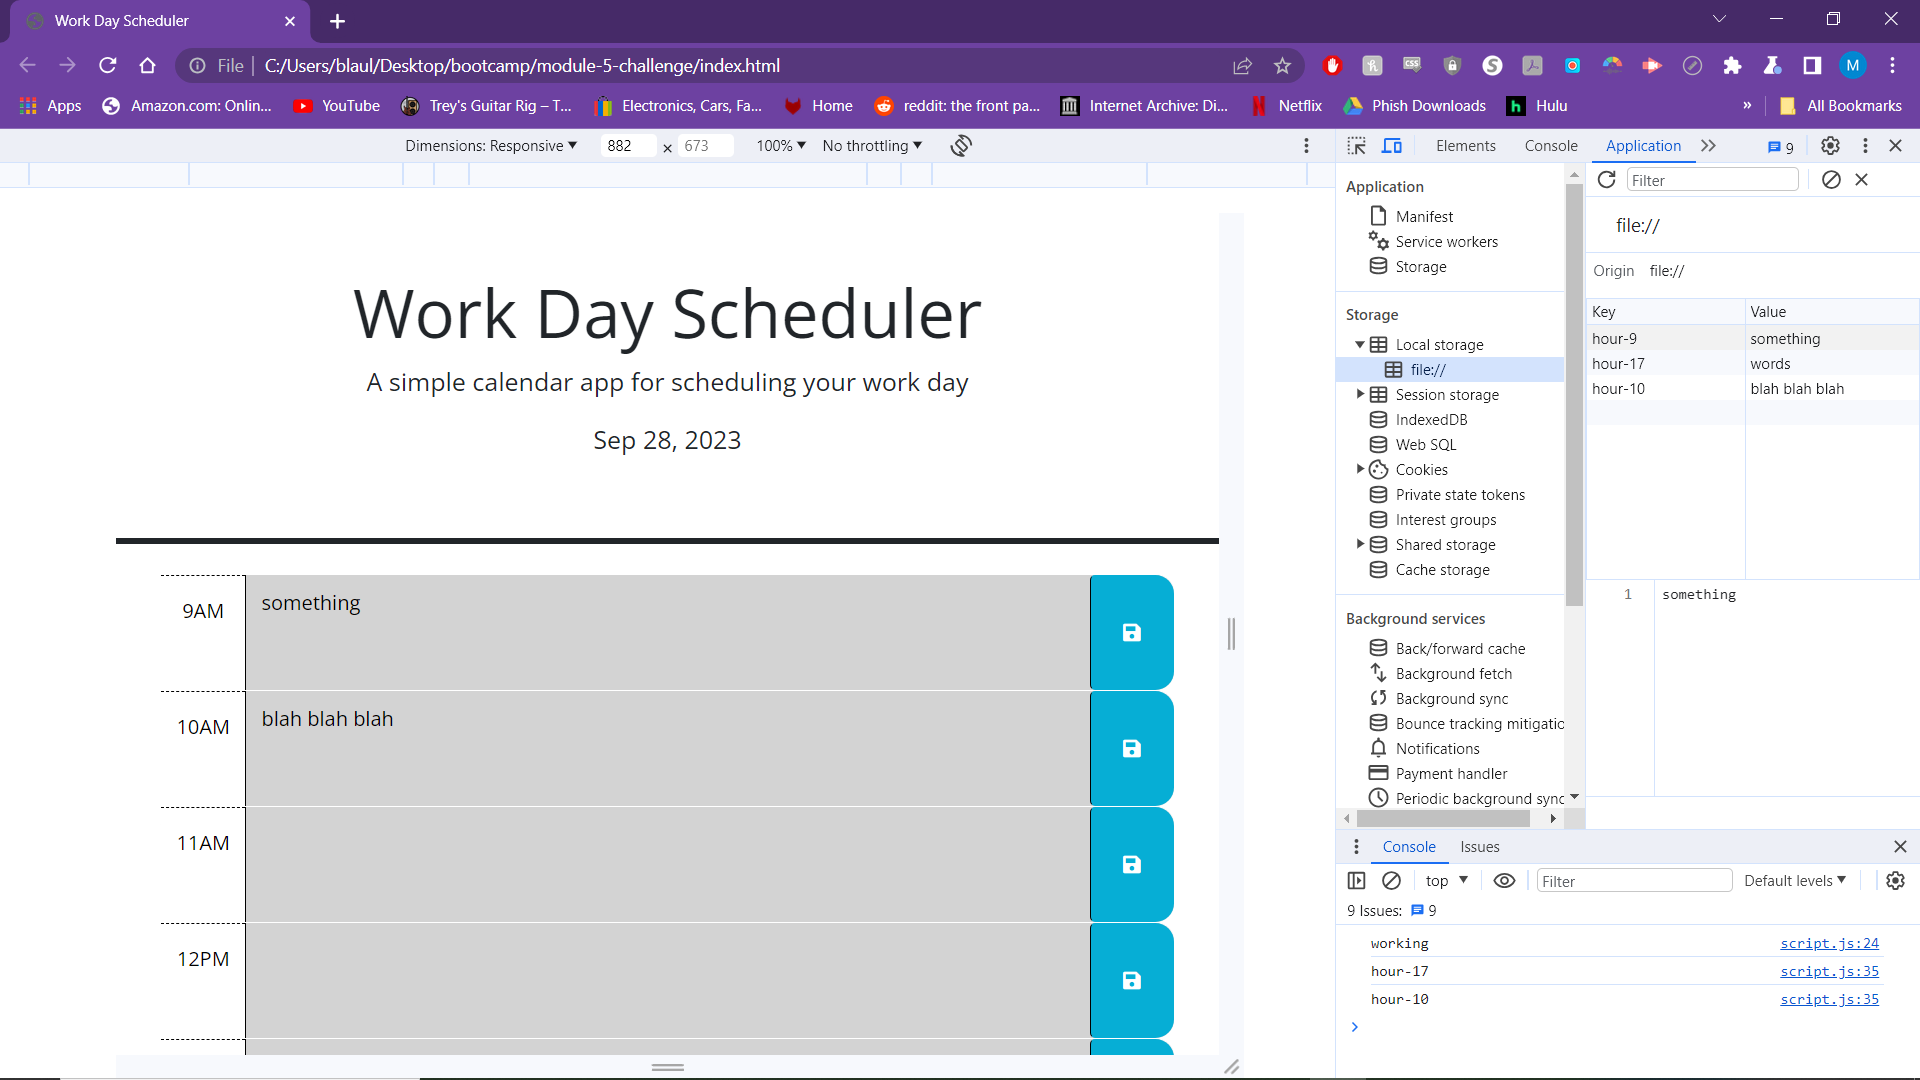 Work Day Scheduler
File
C:/Users/blaul/Desktop/bootcamp/module-5-challenge/index.html
M
Apps
Amazon.com: Onlin...
YouTube
Trey's Guitar Rig – T...
Electronics, Cars, Fa...
Home
reddit: the front pa...
Internet Archive: Di...
Netflix
Phish Downloads
h
Hulu
»
All Bookmarks
Dimensions: Responsive
882
×
673
100%
No throttling
Elements
Console
Application
9
Work Day Scheduler
A simple calendar app for scheduling your work day
Sep 28, 2023
9AM
something
10AM
blah blah blah
11AM
12PM
Application
Manifest
Service workers
Storage
Storage
Local storage
file://
Session storage
IndexedDB
Web SQL
Cookies
Private state tokens
Interest groups
Shared storage
Cache storage
Background services
Back/forward cache
Background fetch
Background sync
Bounce tracking mitigatio
Notifications
Payment handler
Periodic background sync
Filter
file://
Origin file://
Key Value
hour-9 something
hour-17 words
hour-10 blah blah blah
1 something
Console
Issues
top
Filter
Default levels
9 Issues: 9
working script.js:24
hour-17 script.js:35
hour-10 script.js:35